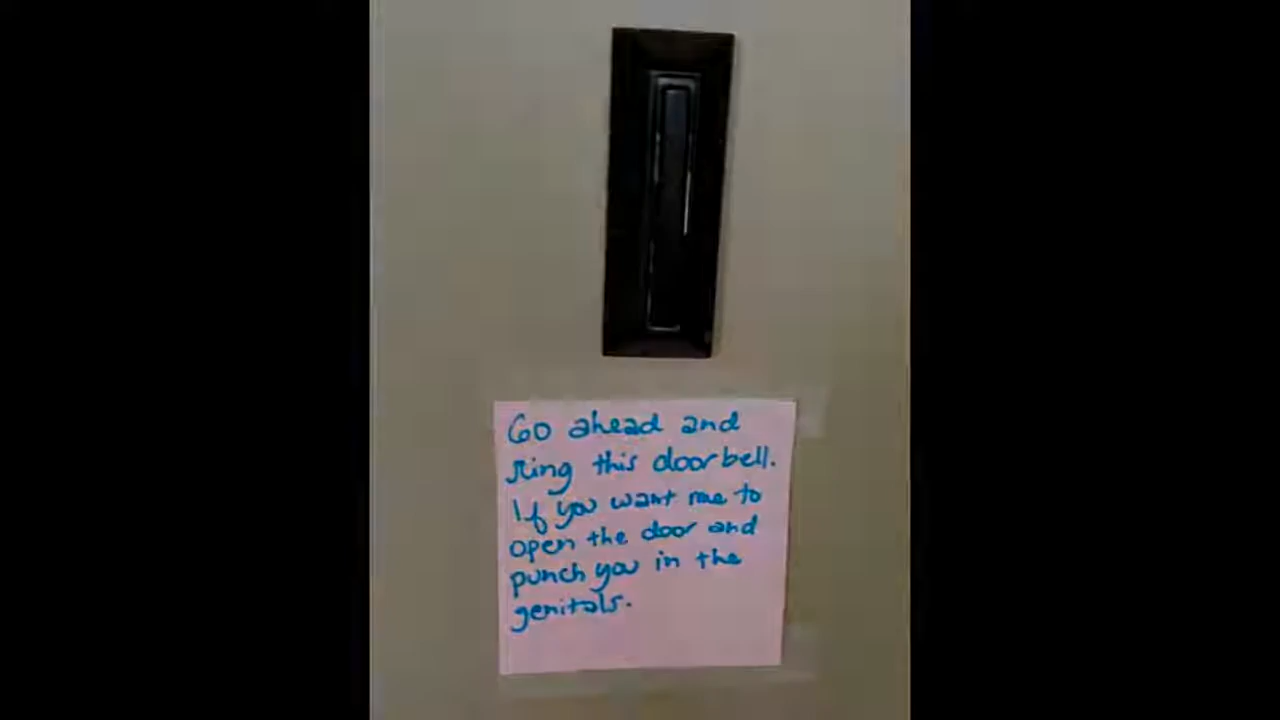 Go ahead and
ring this doorbell.
If you want me to
open the door and
punch you in the
genitals.